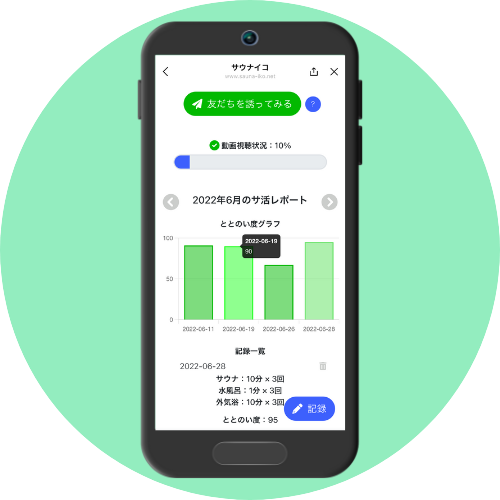 サウナイコ
www.sauna-iko.net
友だちを誘ってみる ?
動画視聴状況：10%
2022年6月のサ活レポート
ととのい度グラフ
100
2022-06-19
90
50
0
2022-06-11 2022-06-19 2022-06-26 2022-06-28
記録一覧
2022-06-28
サウナ：10分 × 3回
水風呂：1分 × 3回
外気浴：10分 × 3回
記録
ととのい度：95